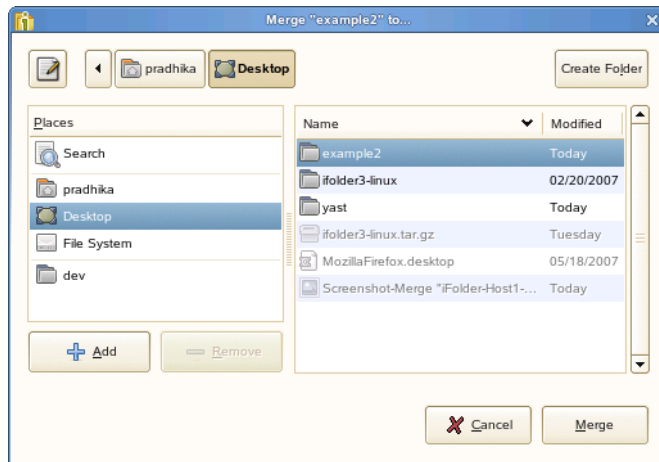 Merge "example2" to...
pradhika Desktop Create Folder
Places
Search
pradhika
Desktop
File System
dev
Add Remove
Name Modified
example2 Today
ifolder3-linux 02/20/2007
yast Today
ifolder3-linux.tar.gz Tuesday
MozillaFirefox.desktop 05/18/2007
Screenshot-Merge "iFolder-Host1-... Today
Cancel Merge